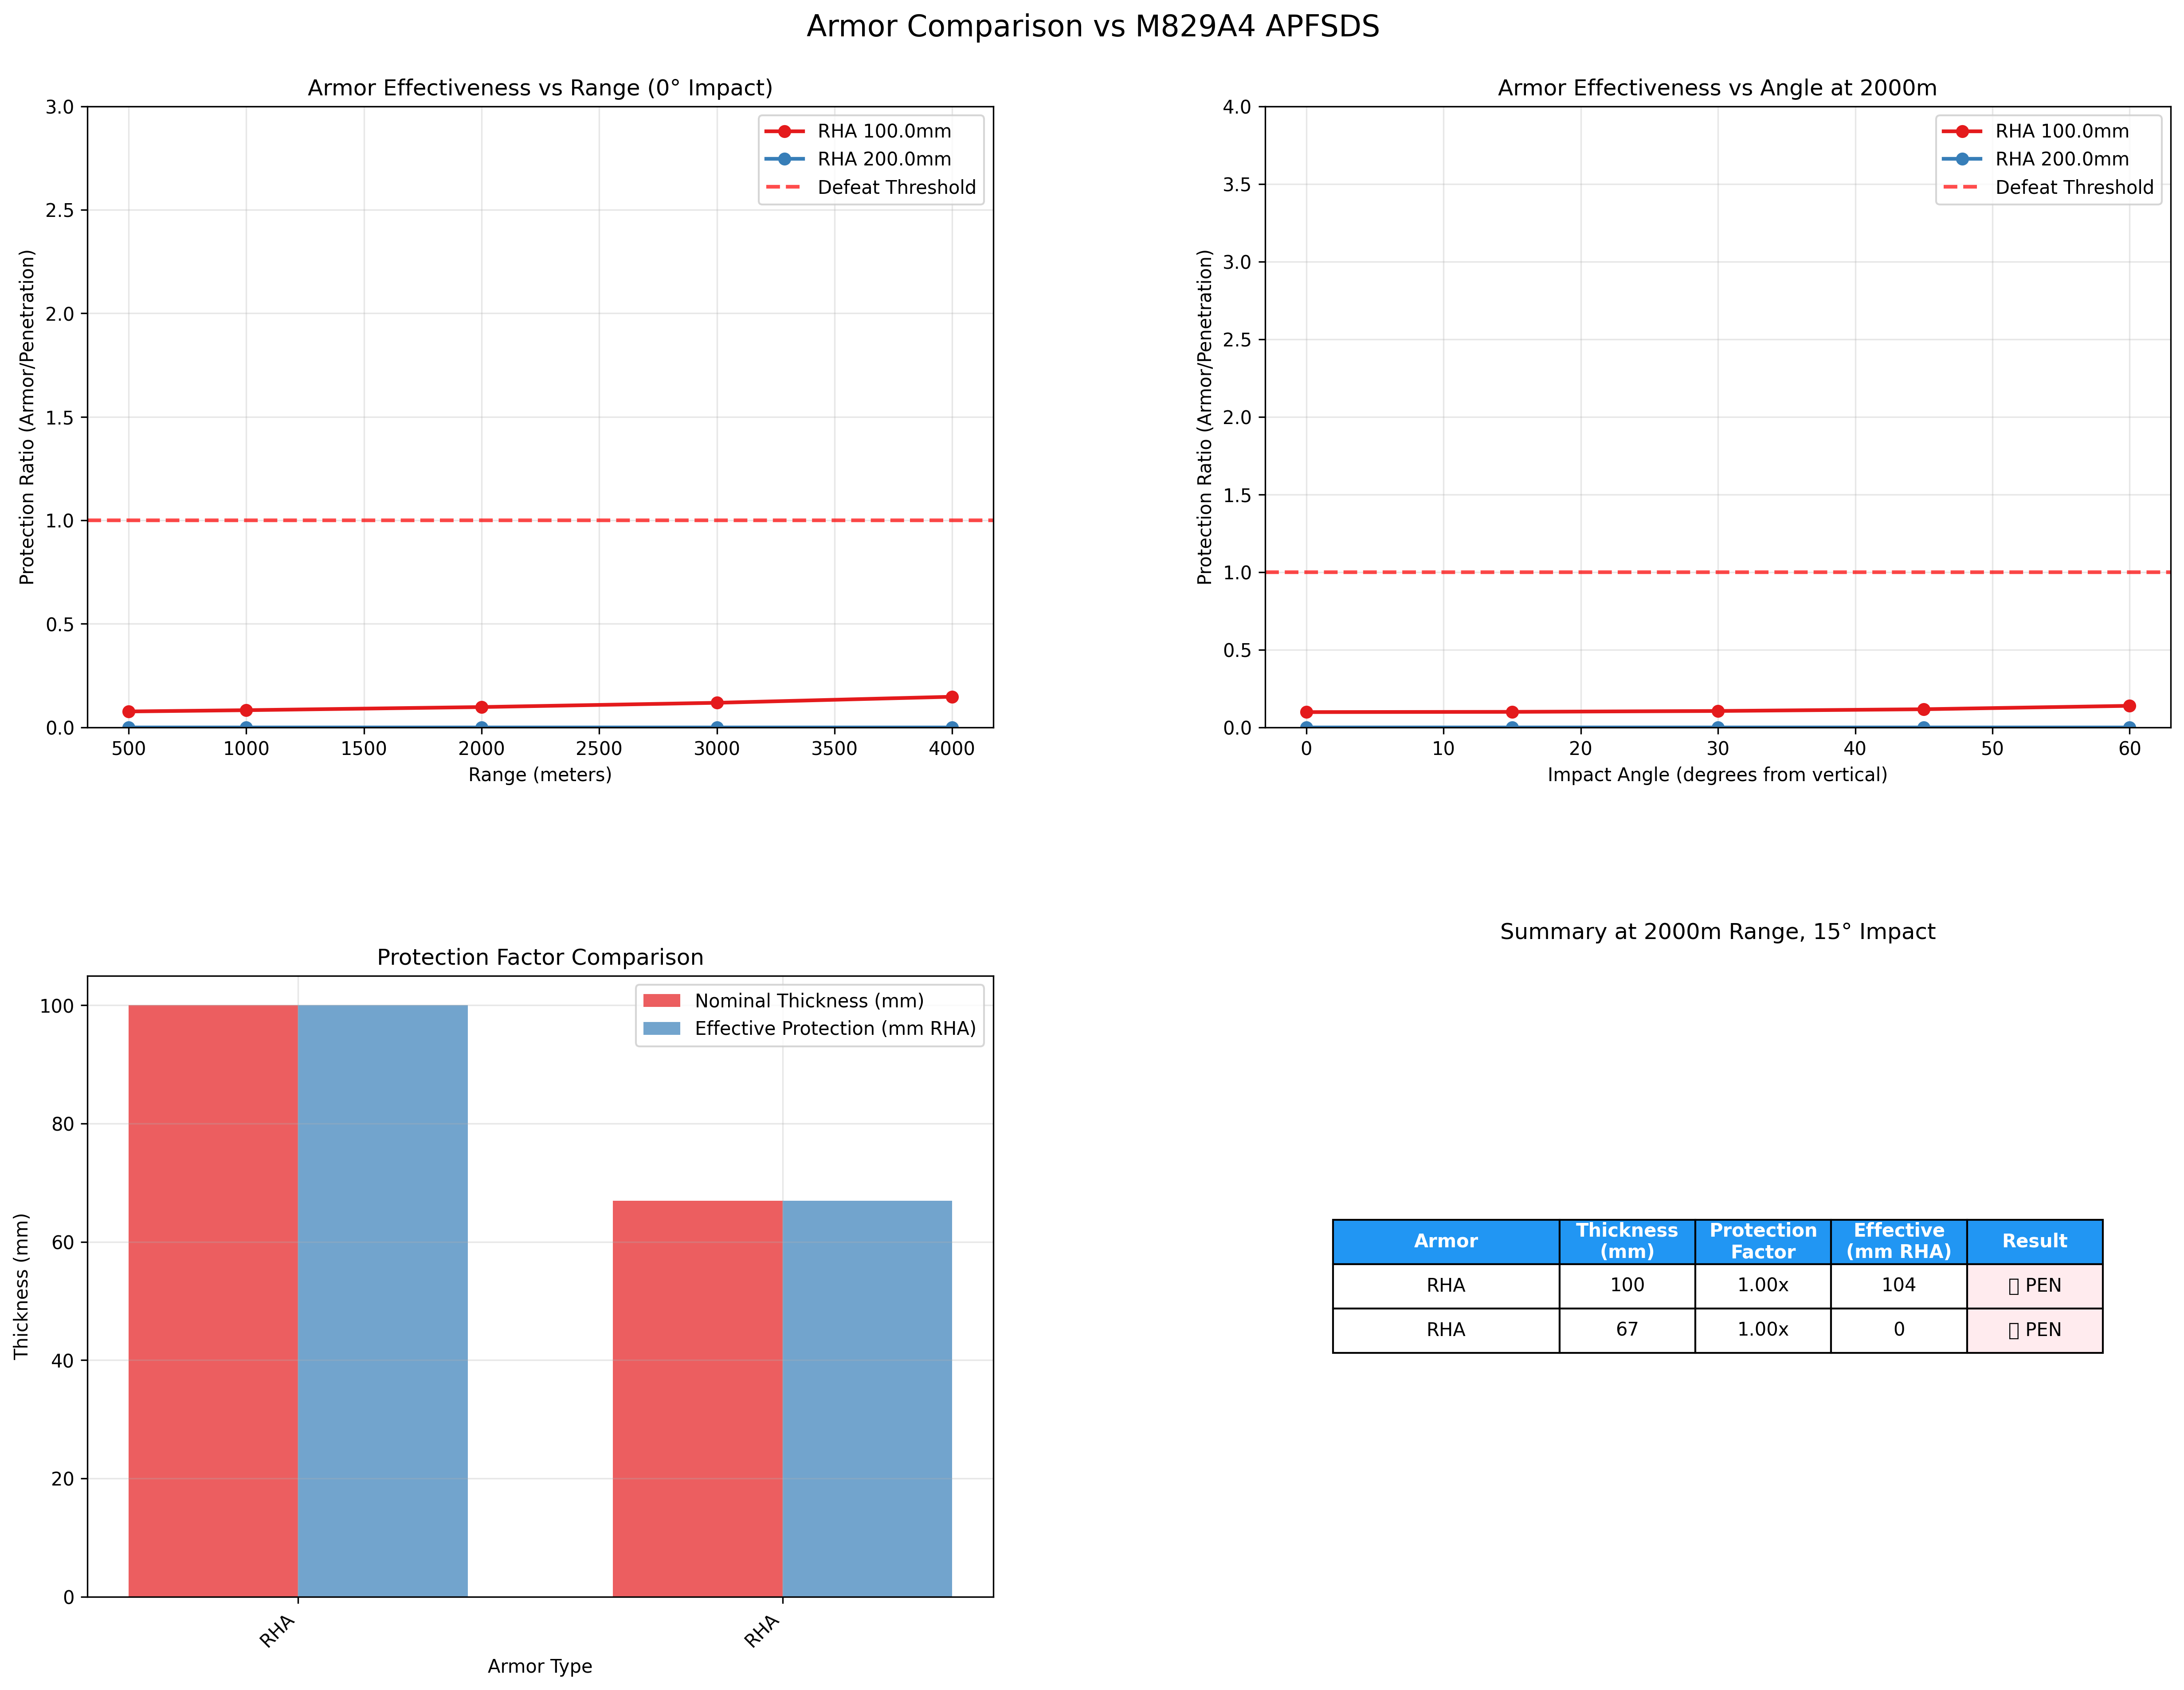 Armor Comparison vs M829A4 APFSDS
Armor Effectiveness vs Range (0° Impact)
3.0
2.5
2.0
1.5
1.0
0.5
0.0
Protection Ratio (Armor/Penetration)
RHA 100.0mm
RHA 200.0mm
Defeat Threshold
500 1000 1500 2000 2500 3000 3500 4000
Range (meters)
Armor Effectiveness vs Angle at 2000m
4.0
3.5
3.0
2.5
2.0
1.5
1.0
0.5
0.0
Protection Ratio (Armor/Penetration)
RHA 100.0mm
RHA 200.0mm
Defeat Threshold
0 10 20 30 40 50 60
Impact Angle (degrees from vertical)
Protection Factor Comparison
100
80
60
40
20
0
Thickness (mm)
Nominal Thickness (mm)
Effective Protection (mm RHA)
RHA RHA
Armor Type
Summary at 2000m Range, 15° Impact
Armor Thickness (mm) Protection Factor Effective (mm RHA) Result
RHA 100 1.00x 104 PEN
RHA 67 1.00x 0 PEN